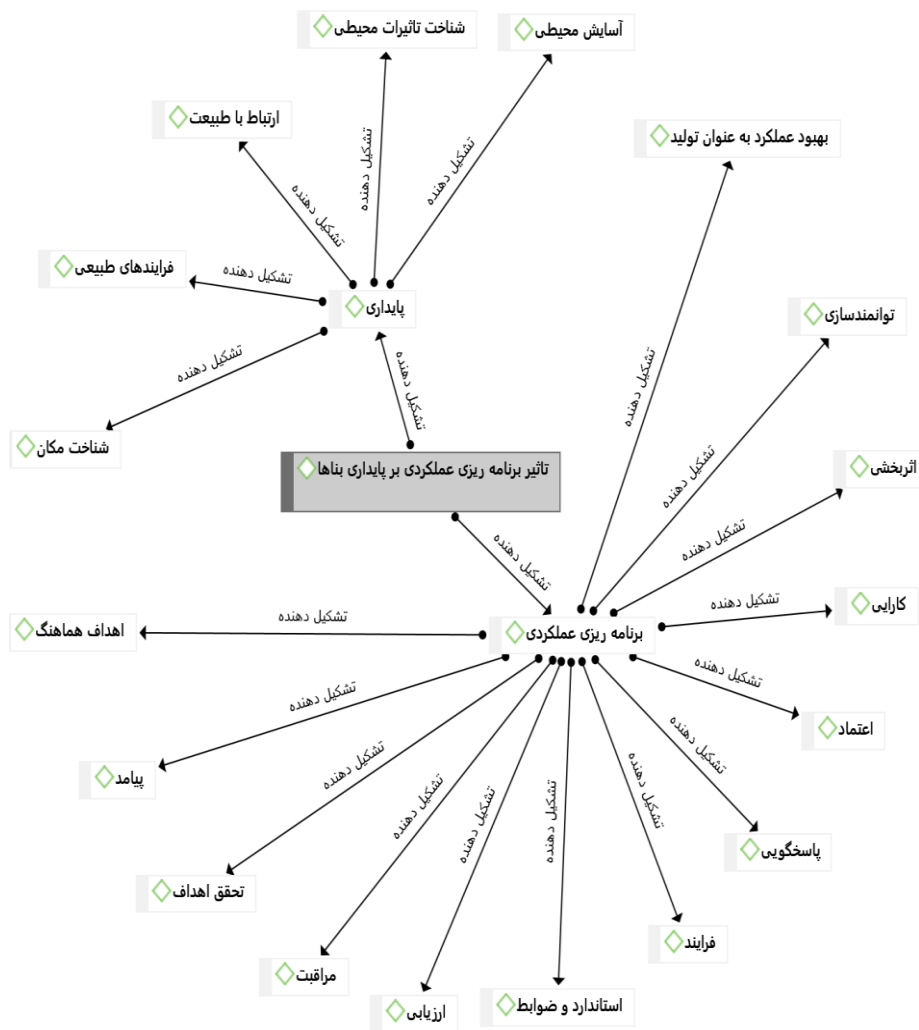 شناخت تاثیرات محیطی
آسایش محیطی
ارتباط با طبیعت
بهبود عملکرد به عنوان تولید
تشکیل دهنده
تشکیل دهنده
تشکیل دهنده
فرایندهای طبیعی
تشکیل دهنده
پایداری
توانمندسازی
تشکیل دهنده
تشکیل دهنده
تشکیل دهنده
شناخت مکان
تاثیر برنامه ریزی عملکردی بر پایداری بناها
اثربخشی
تشکیل دهنده
تشکیل دهنده
تشکیل دهنده
کارایی
تشکیل دهنده
اهداف هماهنگ
تشکیل دهنده
برنامه ریزی عملکردی
تشکیل دهنده
اعتماد
تشکیل دهنده
پیامد
تشکیل دهنده
تشکیل دهنده
تشکیل دهنده
تشکیل دهنده
تشکیل دهنده
تشکیل دهنده
تشکیل دهنده
پاسخگویی
تحقق اهداف
فرایند
مراقبت
استاندارد و ضوابط
ارزیابی